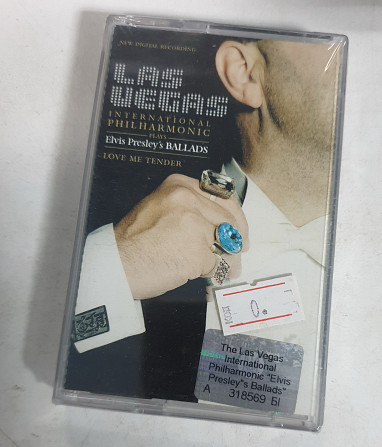 NEW DIGITAL RECORDING
LAS
VEGAS
INTERNATIONAL
PHILHARMONIC
PLAYS
Elvis Presley's BALLADS
LOVE ME TENDER
The Las Vegas
International
Philharmonic "Elvis
Presley"s Ballads"
A 318569 Б1